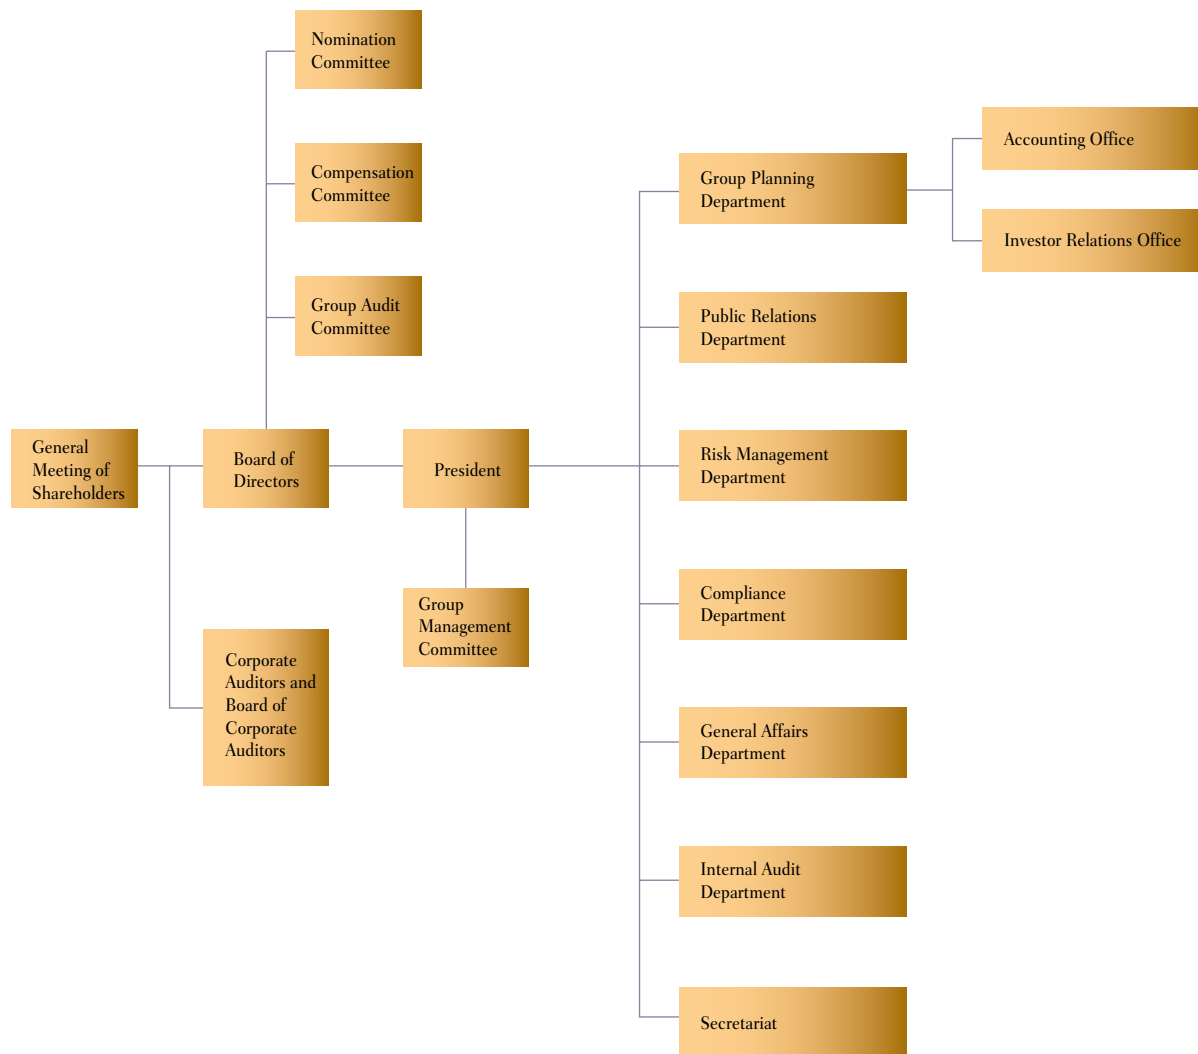 Nomination
Committee
Compensation
Committee
Group Audit
Committee
General
Meeting of
Shareholders
Board of
Directors
President
Group
Management
Committee
Corporate
Auditors and
Board of
Corporate
Auditors
Group Planning
Department
Accounting Office
Investor Relations Office
Public Relations
Department
Risk Management
Department
Compliance
Department
General Affairs
Department
Internal Audit
Department
Secretariat